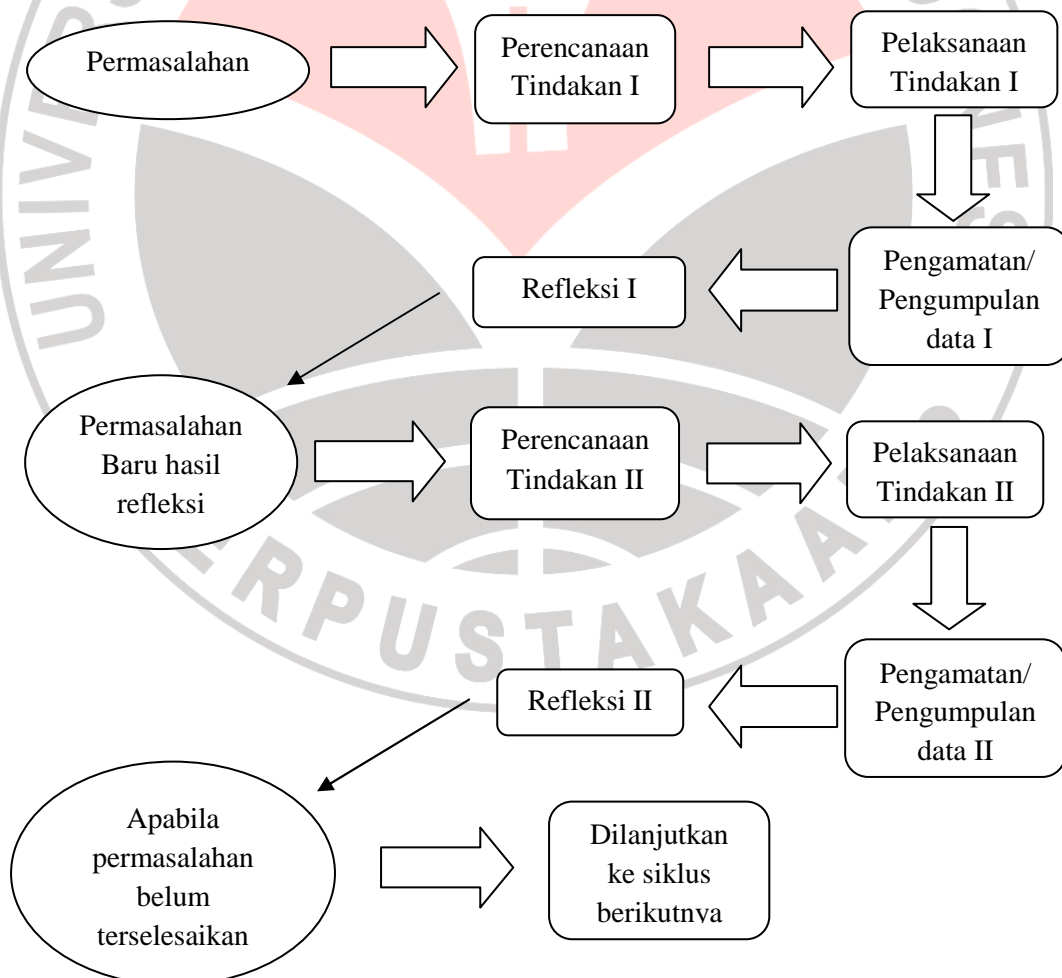 Permasalahan
Perencanaan
Tindakan I
Pelaksanaan
Tindakan I
Pengamatan/
Pengumpulan
data I
Refleksi I
Permasalahan
Baru hasil
refleksi
Perencanaan
Tindakan II
Pelaksanaan
Tindakan II
Pengamatan/
Pengumpulan
data II
Refleksi II
Apabila
permasalahan
belum
terselesaikan
Dilanjutkan
ke siklus
berikutnya